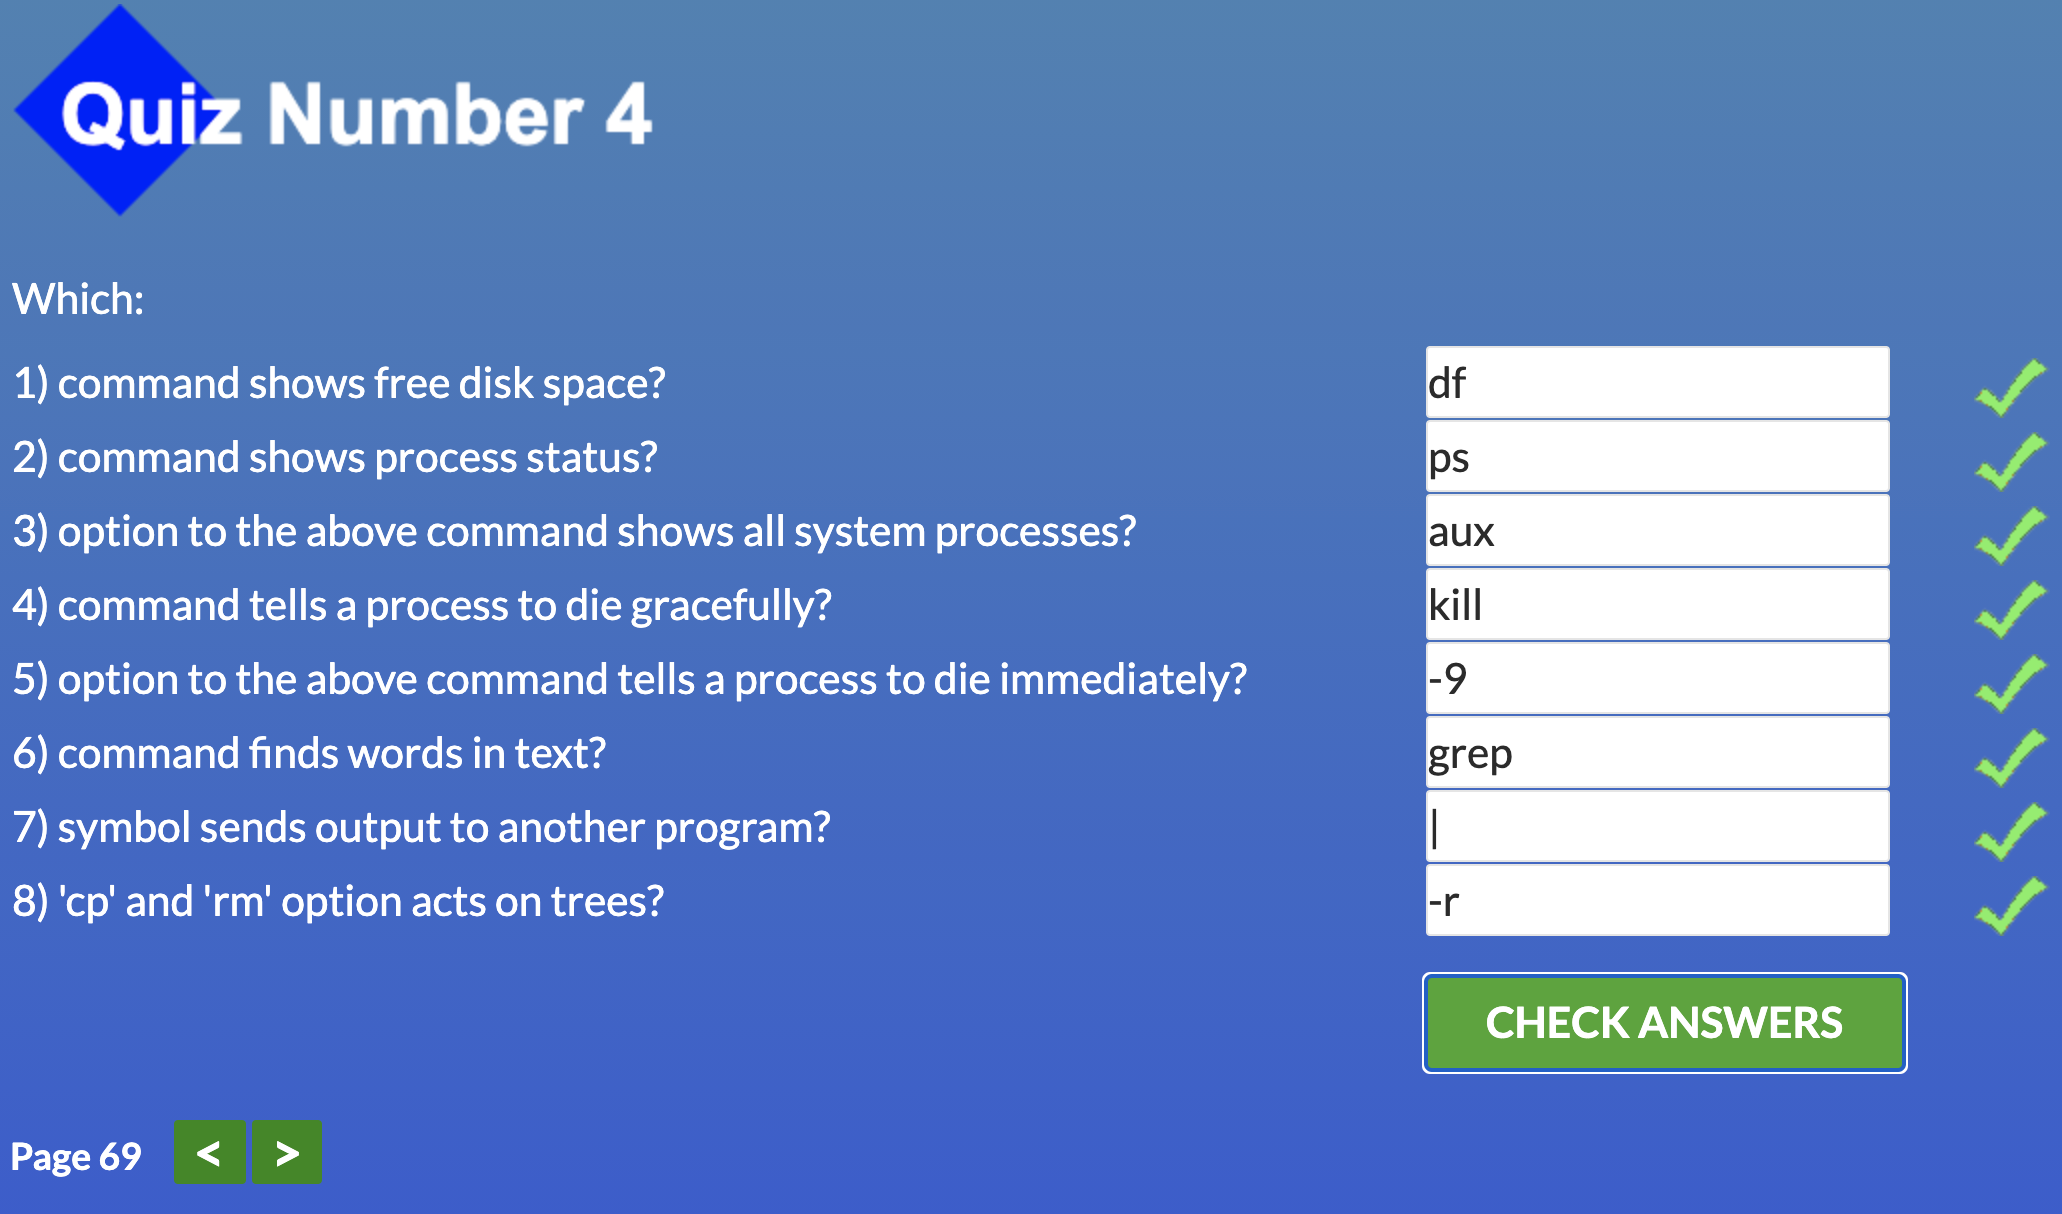 Quiz Number 4
Which:
1) command shows free disk space? df
2) command shows process status? ps
3) option to the above command shows all system processes? aux
4) command tells a process to die gracefully? kill
5) option to the above command tells a process to die immediately? -9
6) command finds words in text? grep
7) symbol sends output to another program? |
8) 'cp' and 'rm' option acts on trees? -r
CHECK ANSWERS
Page 69 < >